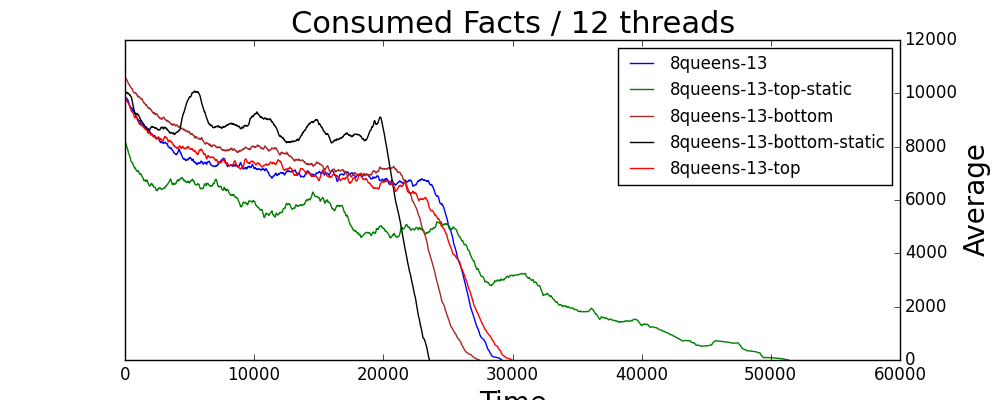 Consumed Facts / 12 threads
8queens-13
8queens-13-top-static
8queens-13-bottom
8queens-13-bottom-static
8queens-13-top
12000
10000
8000
6000
4000
2000
0
Average
0 10000 20000 30000 40000 50000 60000
Time